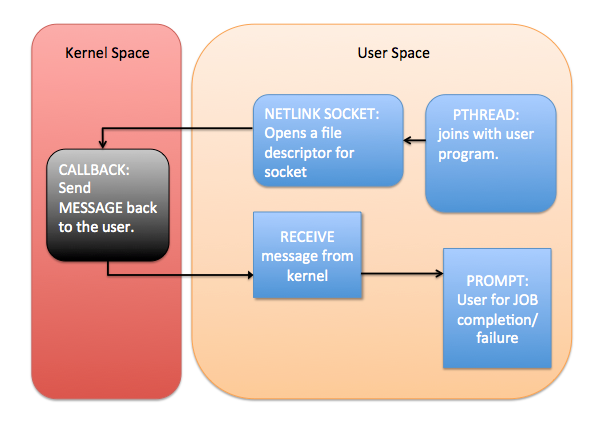 Kernel Space
User Space
NETLINK SOCKET:
Opens a file
descriptor for
socket
PTHREAD:
joins with user
program.
CALLBACK:
Send
MESSAGE back
to the user.
RECEIVE
message from
kernel
PROMPT:
User for JOB
completion/
failure